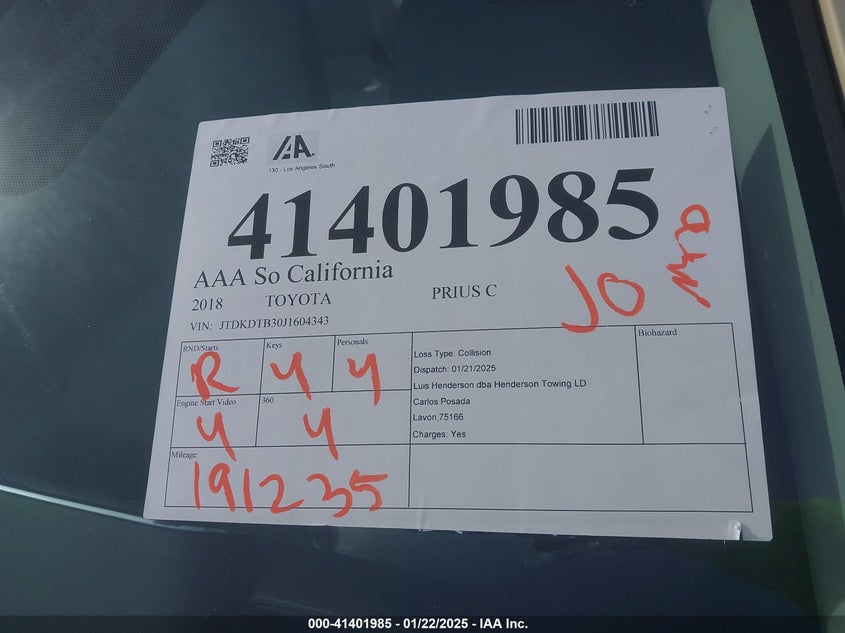 IAA
130 - Los Angeles South
41401985
AAA So California
2018 TOYOTA PRIUS C
VIN: JTDKDTB30J1604343
JO
RND/Starts Keys Personals
R y y
Engine Start Video 360
y y
Mileage
191235
Loss Type: Collision
Dispatch: 01/21/2025
Luis Henderson dba Henderson Towing LD
Carlos Posada
Lavon,75166
Charges: Yes
Biohazard
000-41401985 - 01/22/2025 - IAA Inc.